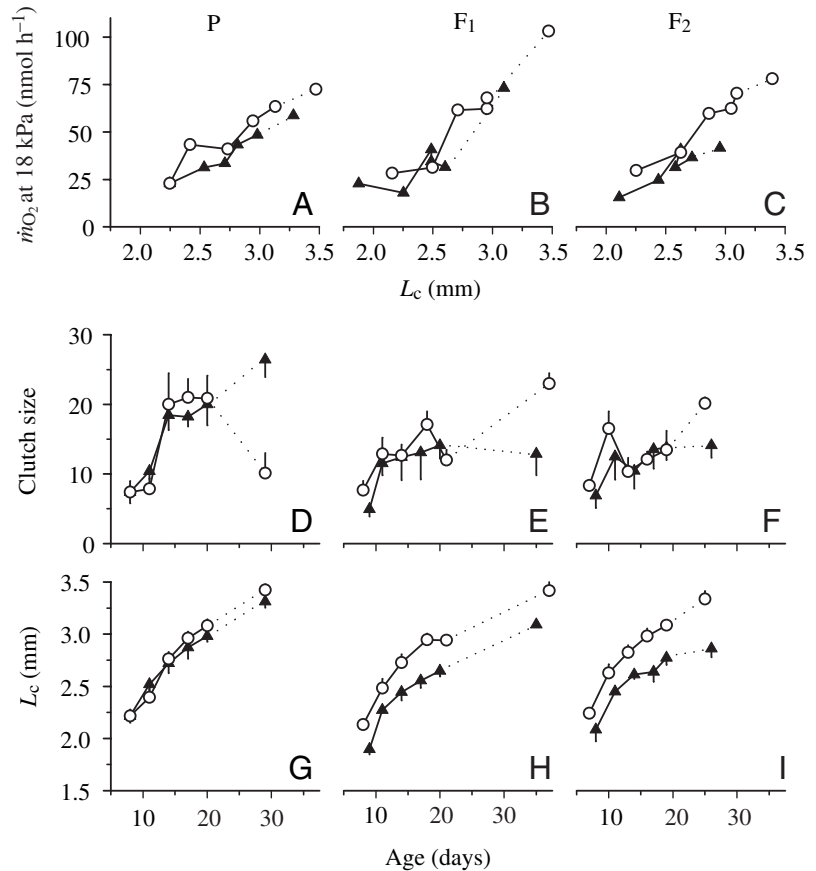 P F₁ F₂
ṁO₂ at 18 kPa (nmol h⁻¹)
100
75
50
25
0
A B C
2.0 2.5 3.0 3.5 2.0 2.5 3.0 3.5 2.0 2.5 3.0 3.5
Lc (mm)
Clutch size
30
20
10
0
D E F
Lc (mm)
3.5
3.0
2.5
2.0
1.5
G H I
10 20 30 10 20 30 10 20 30
Age (days)